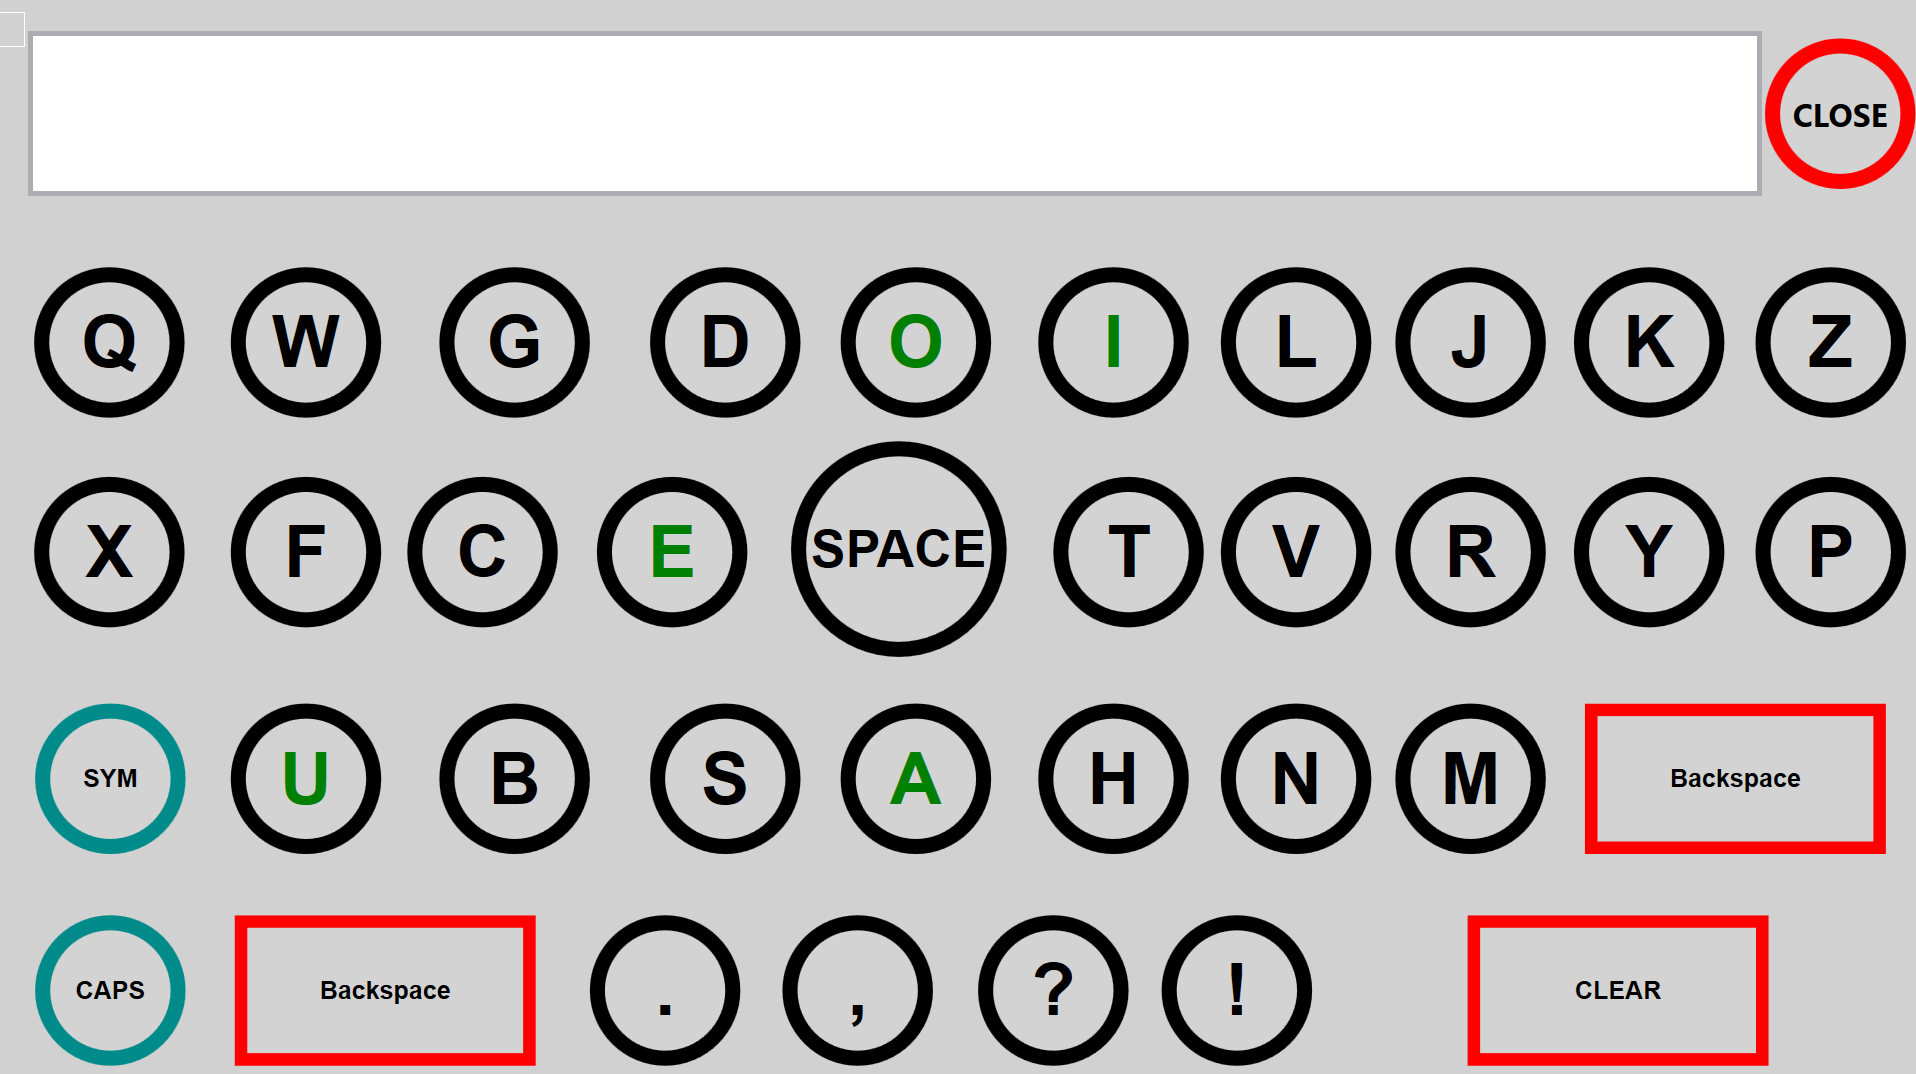 CLOSE
Q W G D O I L J K Z
X F C E SPACE T V R Y P
SYM U B S A H N M Backspace
CAPS Backspace . , ? ! CLEAR